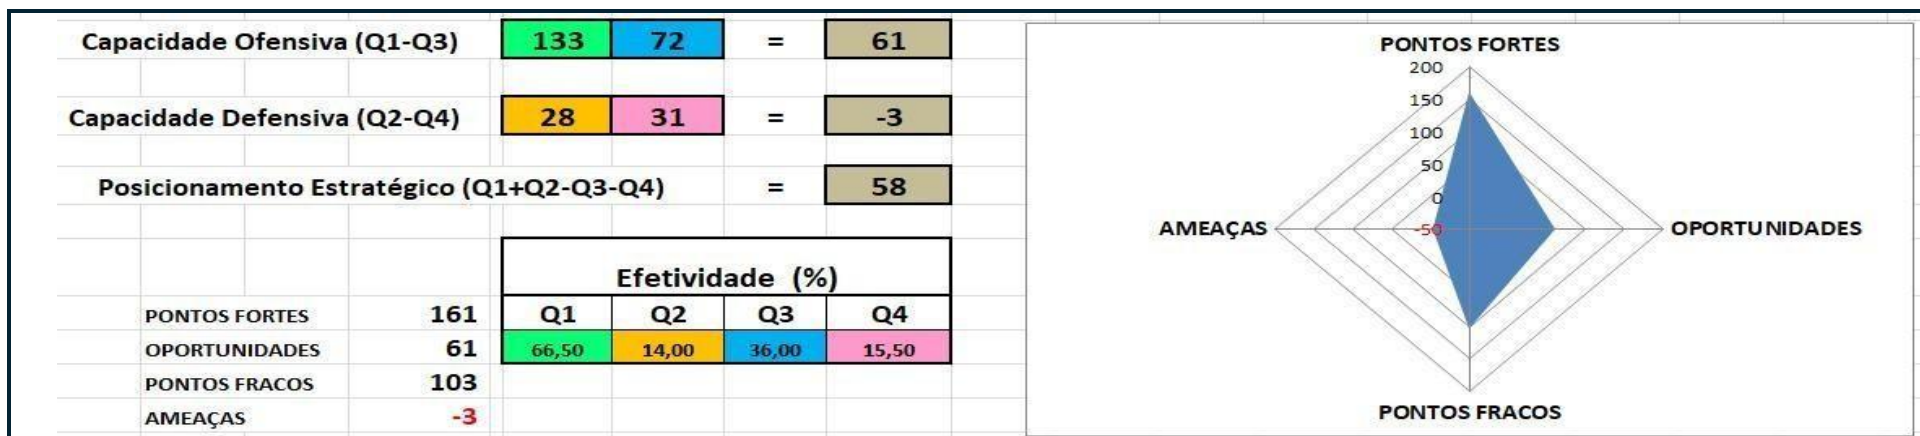 Capacidade Ofensiva (Q1-Q3) 133 72 = 61
Capacidade Defensiva (Q2-Q4) 28 31 = -3
Posicionamento Estratégico (Q1+Q2-Q3-Q4) = 58
Efetividade (%)
PONTOS FORTES 161 Q1 Q2 Q3 Q4
OPORTUNIDADES 61 66,50 14,00 36,00 15,50
PONTOS FRACOS 103
AMEAÇAS -3
PONTOS FORTES
200
150
100
50
0
AMEAÇAS -50 OPORTUNIDADES
PONTOS FRACOS